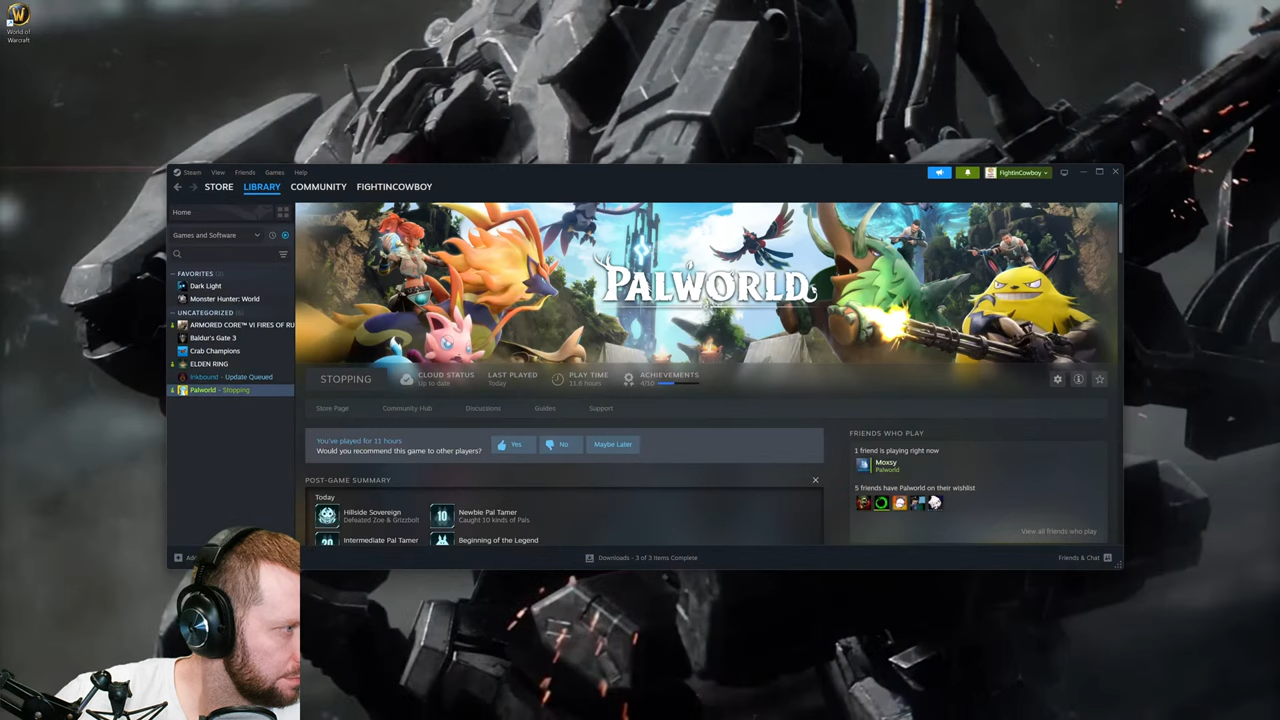 World of
Warcraft
Steam View Friends Games Help
FightinCowboy
STORE LIBRARY COMMUNITY FIGHTINCOWBOY
Home
Games and Software
FAVORITES
Dark Light
Monster Hunter: World
UNCATEGORIZED
ARMORED CORE™ VI FIRES OF RU
Baldur's Gate 3
Crab Champions
ELDEN RING
Inkbound - Update Queued
Palworld - Stopping
PALWORLD
STOPPING
CLOUD STATUS
Up to date
LAST PLAYED
Today
PLAY TIME
11.6 hours
ACHIEVEMENTS
4/10
Store Page Community Hub Discussions Guides Support
You've played for 11 hours
Would you recommend this game to other players?
Yes No Maybe Later
POST-GAME SUMMARY
Today
Hillside Sovereign
Defeated Zoe & Grizzbolt
Newbie Pal Tamer
Caught 10 kinds of Pals
Intermediate Pal Tamer
Beginning of the Legend
FRIENDS WHO PLAY
1 friend is playing right now
Moxsy
Palworld
5 friends have Palworld on their wishlist
View all friends who play
Downloads - 3 of 3 Items Complete
Friends & Chat